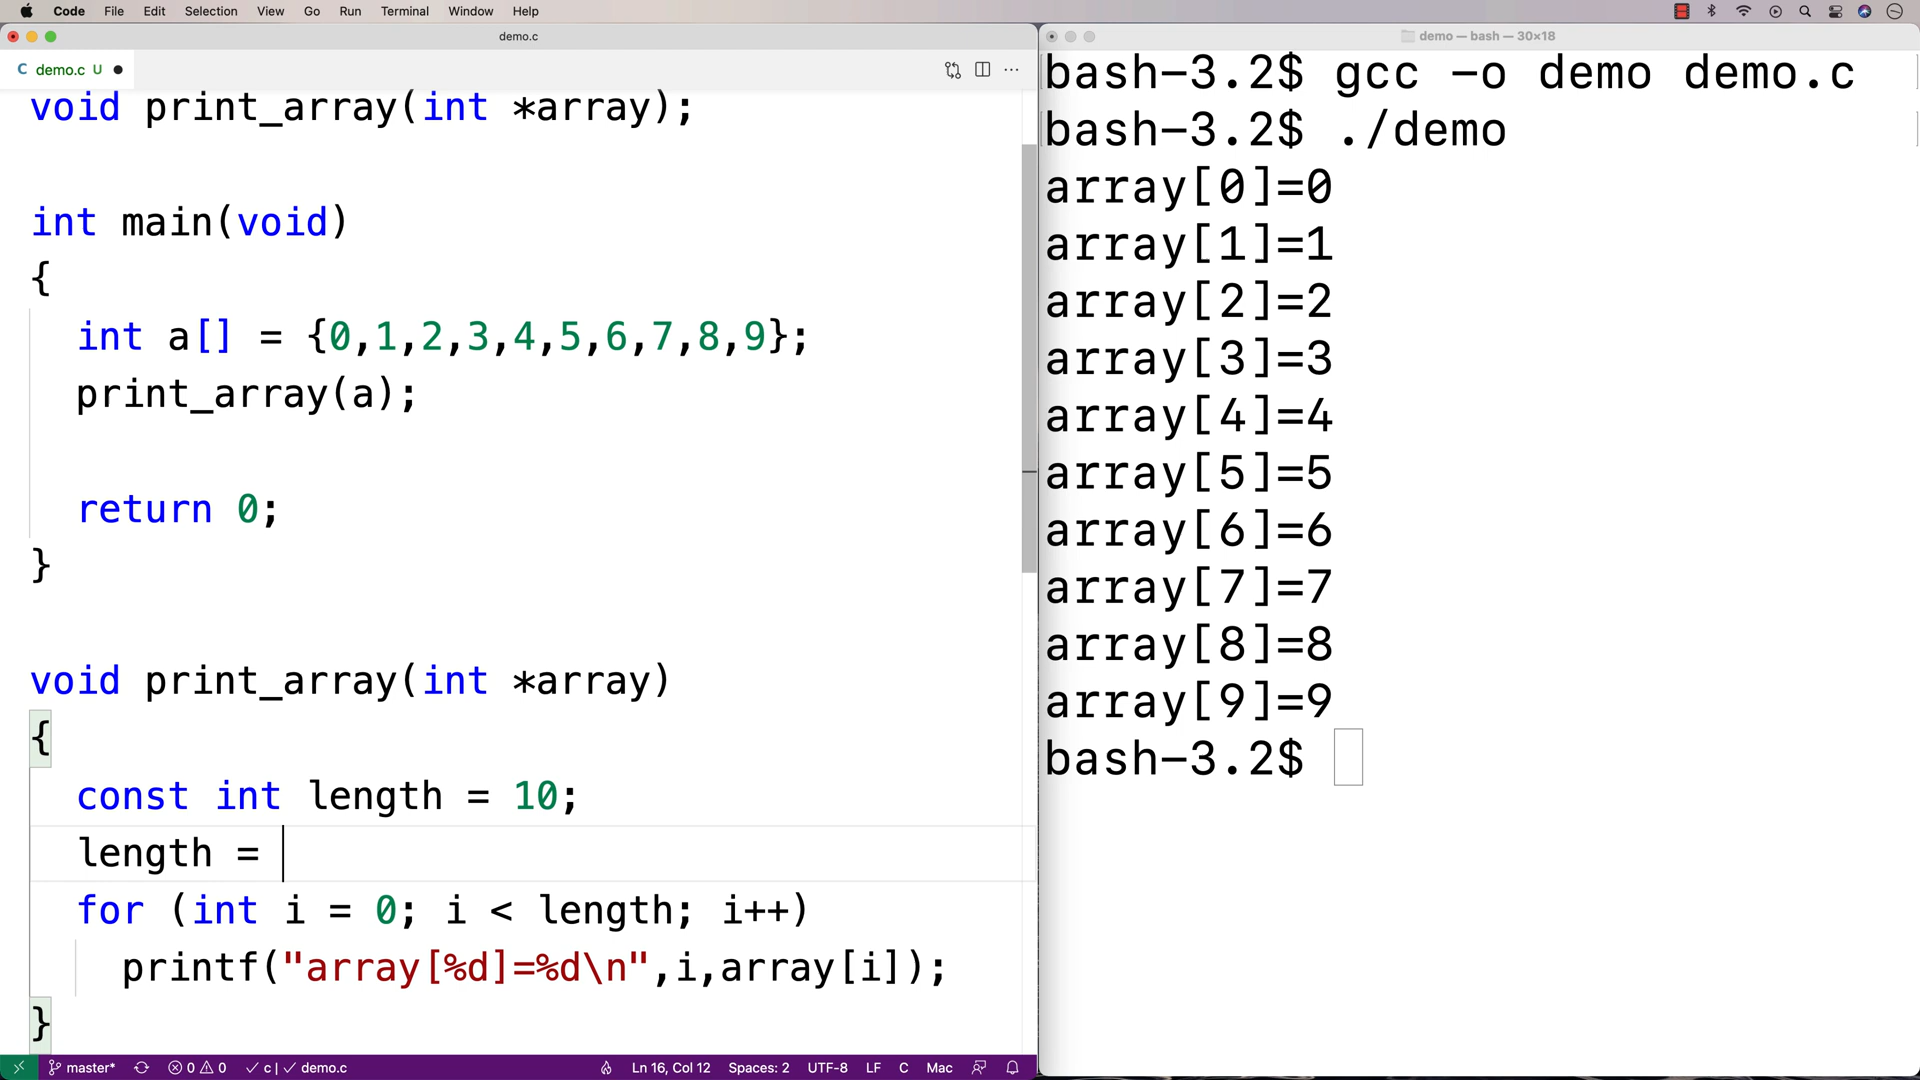 Code File Edit Selection View Go Run Terminal Window Help
demo.c
C demo.c U
void print_array(int *array);
int main(void)
{
int a[] = {0,1,2,3,4,5,6,7,8,9};
print_array(a);
return 0;
}
void print_array(int *array)
{
const int length = 10;
length =
for (int i = 0; i < length; i++)
printf("array[%d]=%d\n",i,array[i]);
}
master* 0 0 c | demo.c Ln 16, Col 12 Spaces: 2 UTF-8 LF C Mac
demo — bash — 30×18
bash-3.2$ gcc -o demo demo.c
bash-3.2$ ./demo
array[0]=0
array[1]=1
array[2]=2
array[3]=3
array[4]=4
array[5]=5
array[6]=6
array[7]=7
array[8]=8
array[9]=9
bash-3.2$